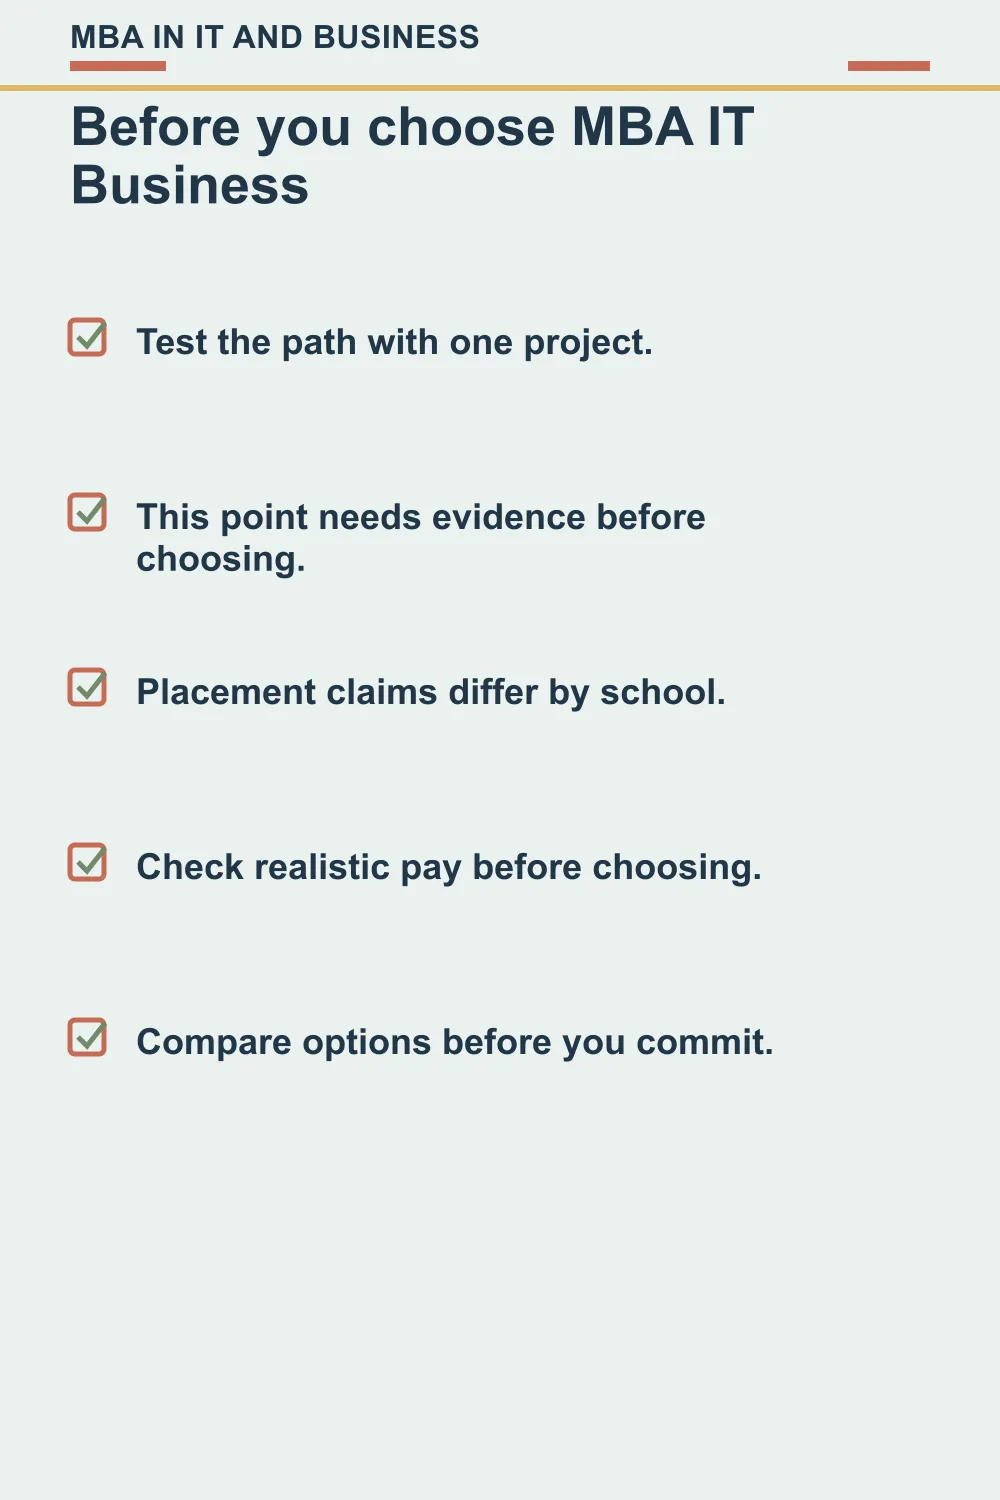 MBA IN IT AND BUSINESS
Before you choose MBA IT
Business
Test the path with one project.
This point needs evidence before
choosing.
Placement claims differ by school.
Check realistic pay before choosing.
Compare options before you commit.